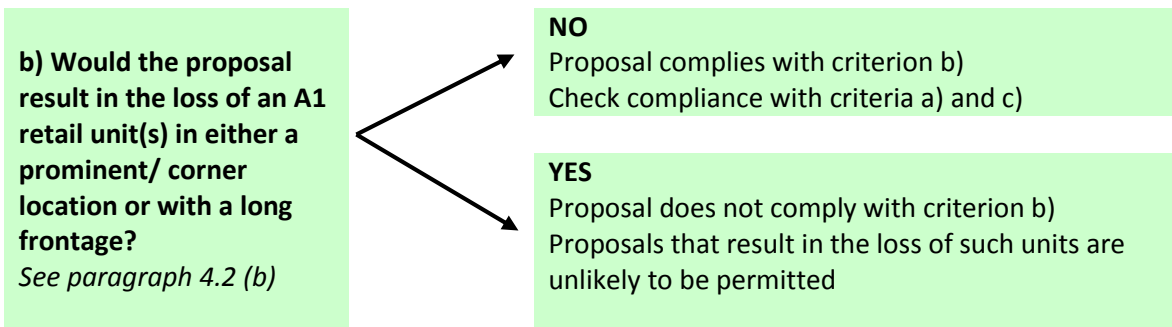 b) Would the proposal
result in the loss of an A1
retail unit(s) in either a
prominent/ corner
location or with a long
frontage?
See paragraph 4.2 (b)
NO
Proposal complies with criterion b)
Check compliance with criteria a) and c)
YES
Proposal does not comply with criterion b)
Proposals that result in the loss of such units are
unlikely to be permitted